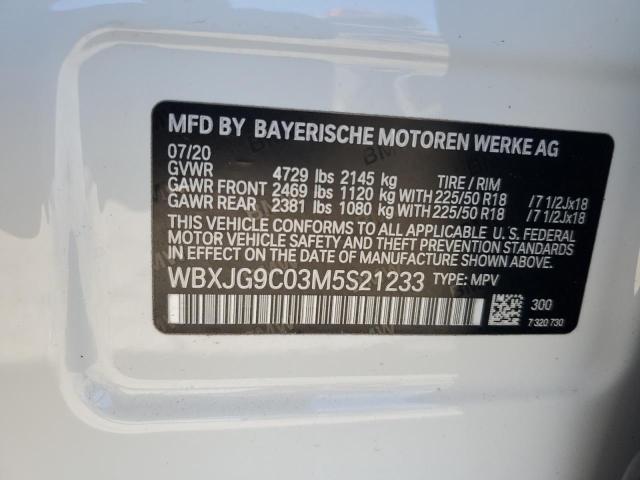 MFD BY BAYERISCHE MOTOREN WERKE AG
07/20
GVWR 4729 lbs 2145 kg TIRE / RIM
GAWR FRONT 2469 lbs 1120 kg WITH 225/50 R18 /7 1/2Jx18
GAWR REAR 2381 lbs 1080 kg WITH 225/50 R18 /7 1/2Jx18
THIS VEHICLE CONFORMS TO ALL APPLICABLE U. S. FEDERAL
MOTOR VEHICLE SAFETY AND THEFT PREVENTION STANDARDS
IN EFFECT ON THE DATE OF MANUFACTURE SHOWN ABOVE.
WBXJG9C03M5S21233 TYPE: MPV
300
7 320 730